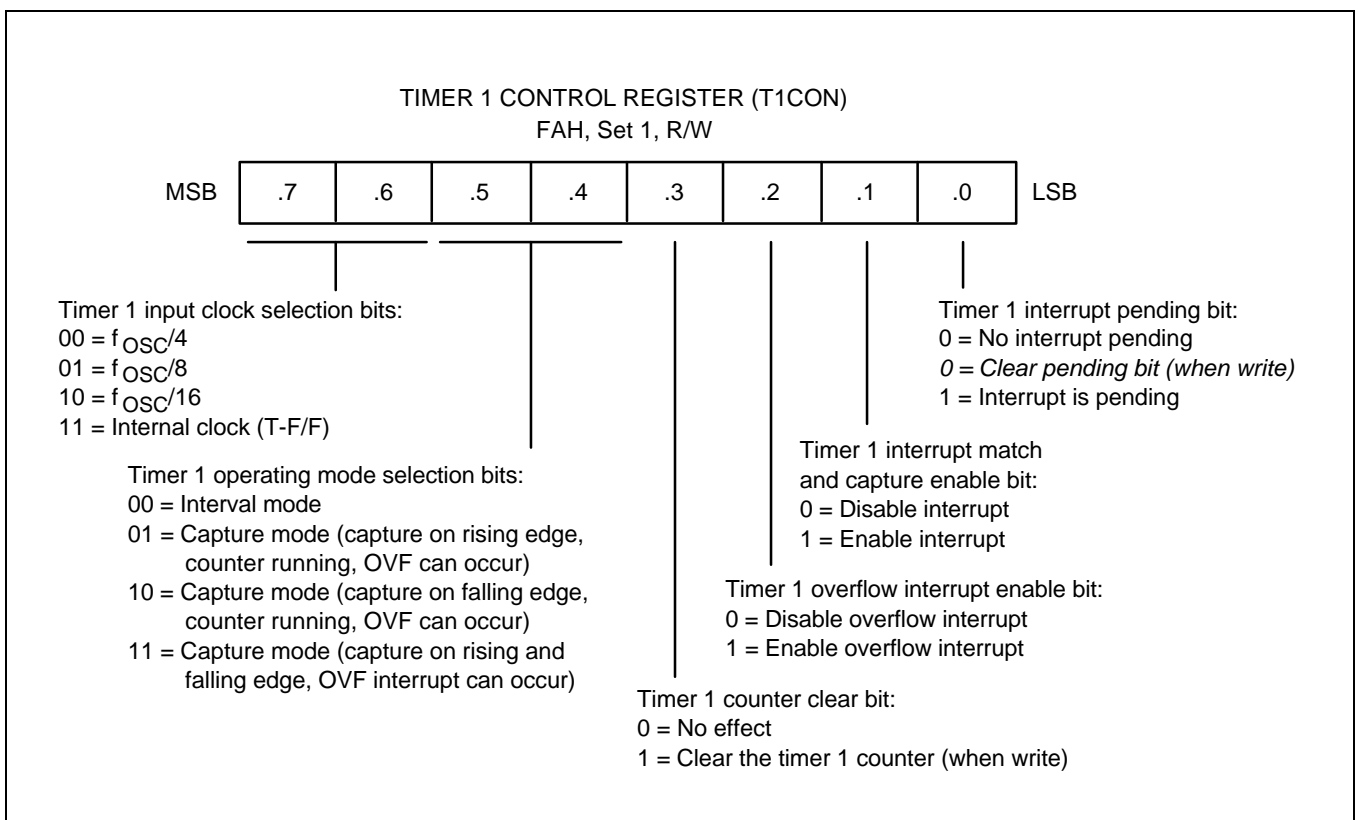 TIMER 1 CONTROL REGISTER (T1CON)
FAH, Set 1, R/W
MSB .7 .6 .5 .4 .3 .2 .1 .0 LSB
Timer 1 input clock selection bits:
00 = fOSC/4
01 = fOSC/8
10 = fOSC/16
11 = Internal clock (T-F/F)
Timer 1 operating mode selection bits:
00 = Interval mode
01 = Capture mode (capture on rising edge,
counter running, OVF can occur)
10 = Capture mode (capture on falling edge,
counter running, OVF can occur)
11 = Capture mode (capture on rising and
falling edge, OVF interrupt can occur)
Timer 1 counter clear bit:
0 = No effect
1 = Clear the timer 1 counter (when write)
Timer 1 overflow interrupt enable bit:
0 = Disable overflow interrupt
1 = Enable overflow interrupt
Timer 1 interrupt match
and capture enable bit:
0 = Disable interrupt
1 = Enable interrupt
Timer 1 interrupt pending bit:
0 = No interrupt pending
0 = Clear pending bit (when write)
1 = Interrupt is pending